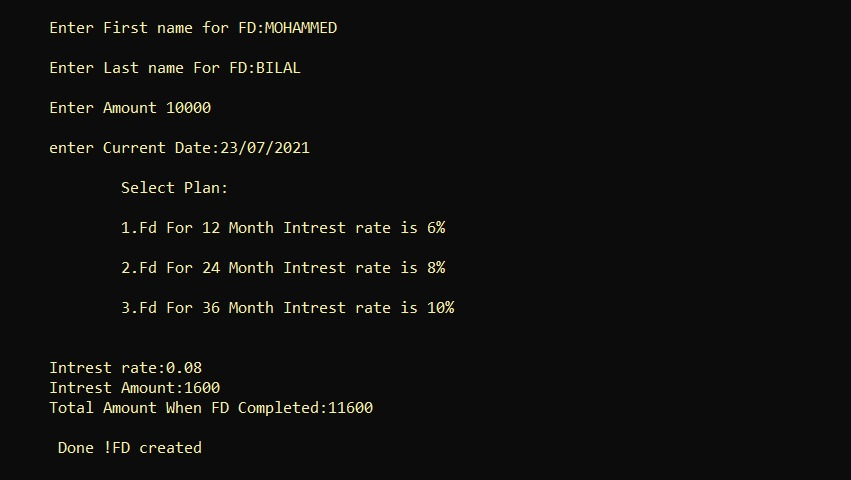 Enter First name for FD:MOHAMMED
Enter Last name For FD:BILAL
Enter Amount 10000
enter Current Date:23/07/2021
Select Plan:
1.Fd For 12 Month Intrest rate is 6%
2.Fd For 24 Month Intrest rate is 8%
3.Fd For 36 Month Intrest rate is 10%
Intrest rate:0.08
Intrest Amount:1600
Total Amount When FD Completed:11600
Done !FD created